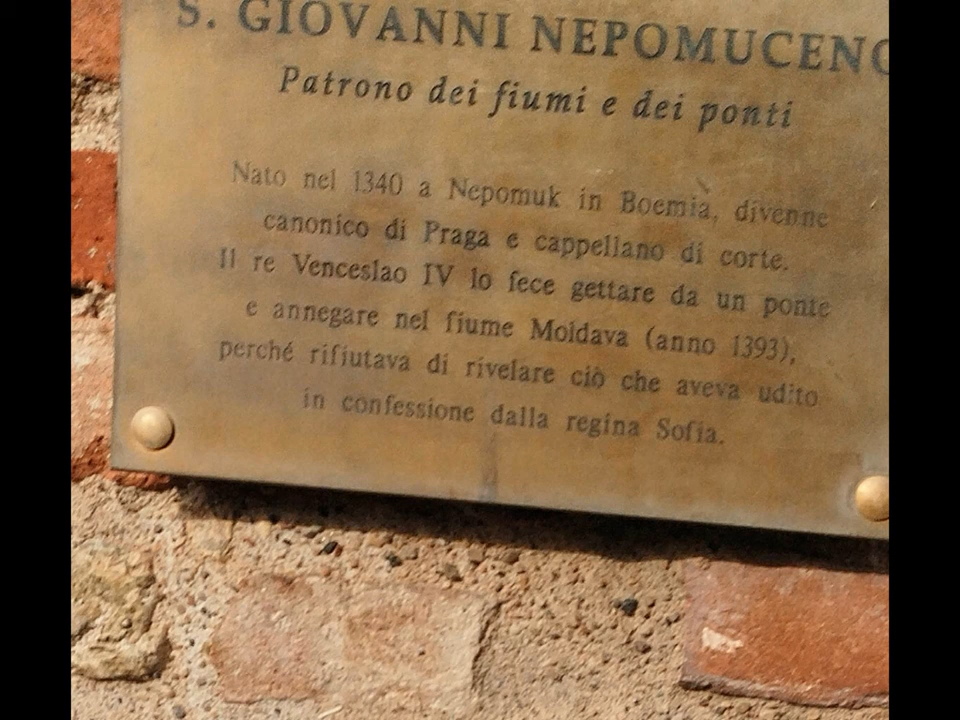 S. GIOVANNI NEPOMUCENO
Patrono dei fiumi e dei ponti
Nato nel 1340 a Nepomuk in Boemia, divenne
canonico di Praga e cappellano di corte.
Il re Venceslao IV lo fece gettare da un ponte
e annegare nel fiume Moldava (anno 1393),
perché rifiutava di rivelare ciò che aveva udito
in confessione dalla regina Sofia.